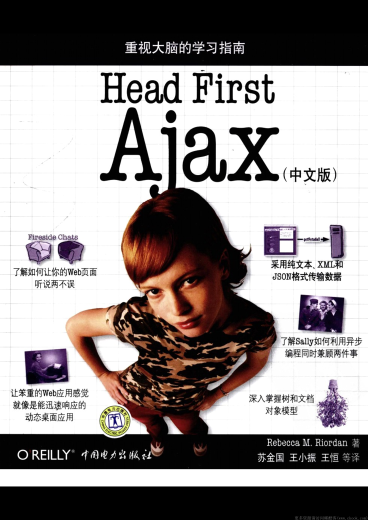 重视大脑的学习指南
Head First
Ajax
(中文版)
Fireside Chats
了解如何让你的Web页面
听说两不误
采用纯文本、XML和
JSON格式传输数据
了解Sally如何利用异步
编程同时兼顾两件事
让笨重的Web应用感觉
就像是能迅速响应的
动态桌面应用
深入掌握树和文档
对象模型
Rebecca M. Riordan 著
O'REILLY
中国电力出版社
苏金国 王小振 王恒 等译